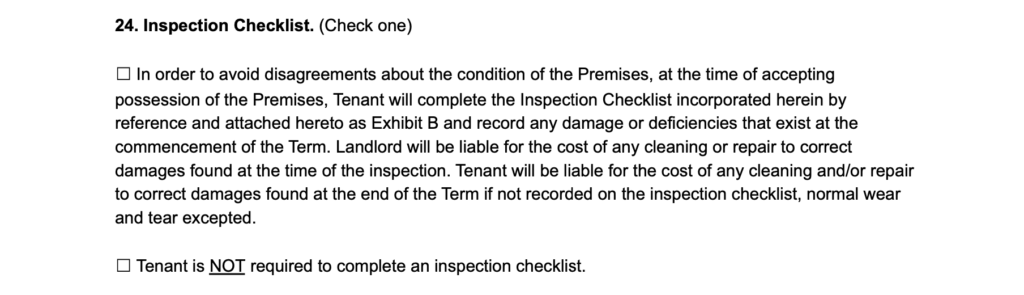 24. Inspection Checklist. (Check one)
☐ In order to avoid disagreements about the condition of the Premises, at the time of accepting
possession of the Premises, Tenant will complete the Inspection Checklist incorporated herein by
reference and attached hereto as Exhibit B and record any damage or deficiencies that exist at the
commencement of the Term. Landlord will be liable for the cost of any cleaning or repair to correct
damages found at the time of the inspection. Tenant will be liable for the cost of any cleaning and/or repair
to correct damages found at the end of the Term if not recorded on the inspection checklist, normal wear
and tear excepted.
☐ Tenant is NOT required to complete an inspection checklist.